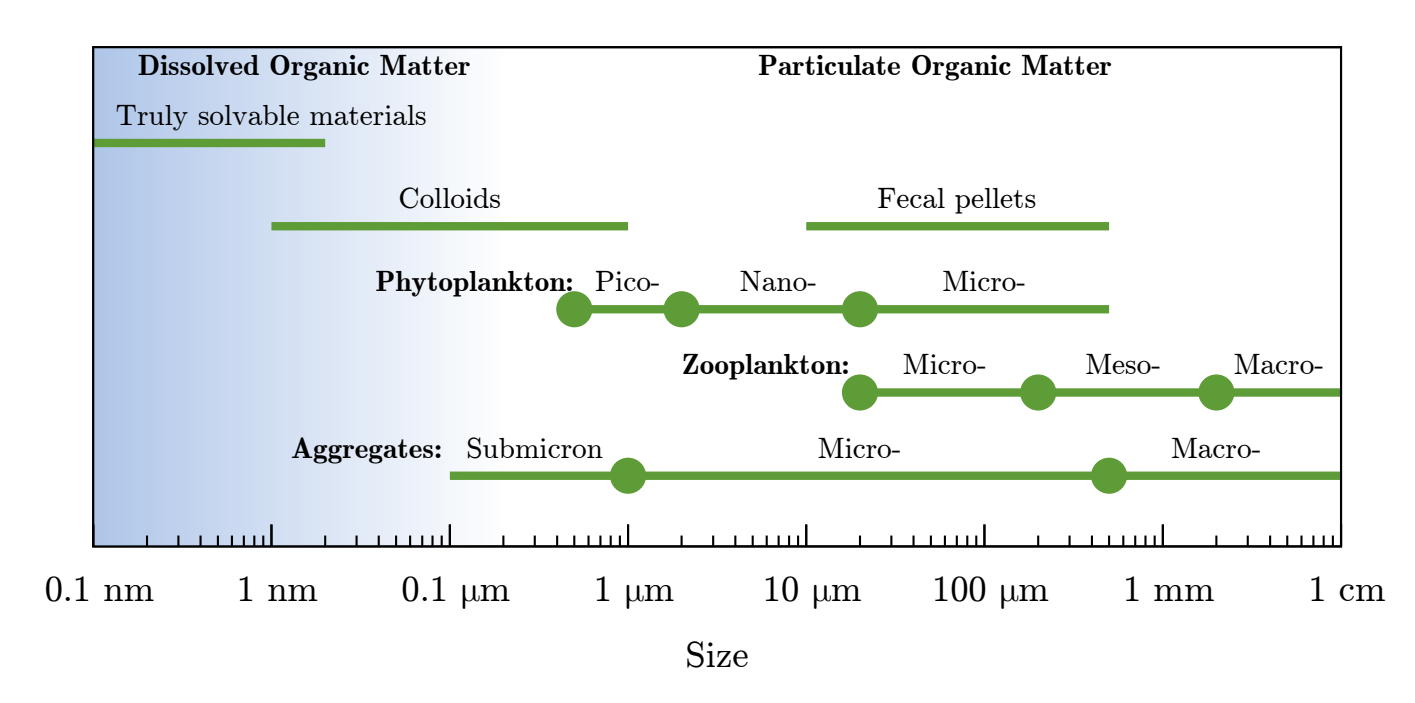 Dissolved Organic Matter
Particulate Organic Matter
Truly solvable materials
Colloids
Fecal pellets
Phytoplankton: Pico- Nano- Micro-
Zooplankton: Micro- Meso- Macro-
Aggregates: Submicron Micro- Macro-
0.1 nm 1 nm 0.1 μm 1 μm 10 μm 100 μm 1 mm 1 cm
Size